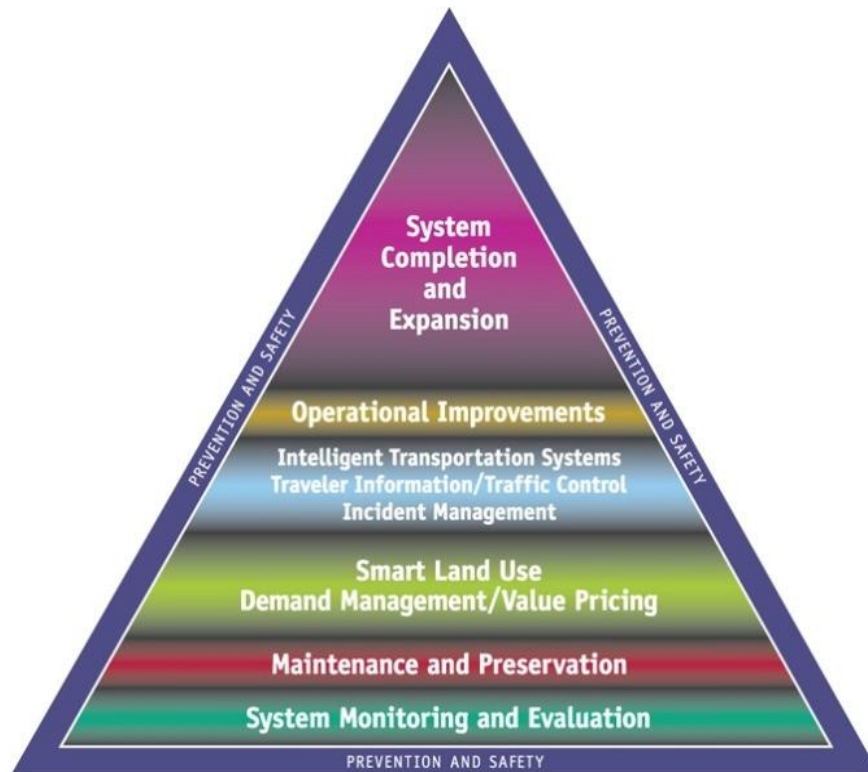 System
Completion
and
Expansion
PREVENTION AND SAFETY
PREVENTION AND SAFETY
Operational Improvements
Intelligent Transportation Systems
Traveler Information/Traffic Control
Incident Management
Smart Land Use
Demand Management/Value Pricing
Maintenance and Preservation
System Monitoring and Evaluation
PREVENTION AND SAFETY